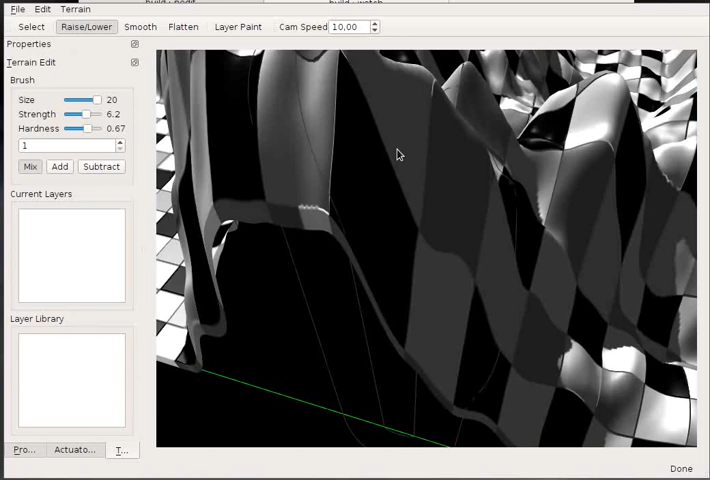 File Edit Terrain
Select Raise/Lower Smooth Flatten Layer Paint Cam Speed 10.00
Properties
Terrain Edit
Brush
Size 20
Strength 6.2
Hardness 0.67
1
Mix Add Subtract
Current Layers
Layer Library
Pro... Actuato... T...
Done